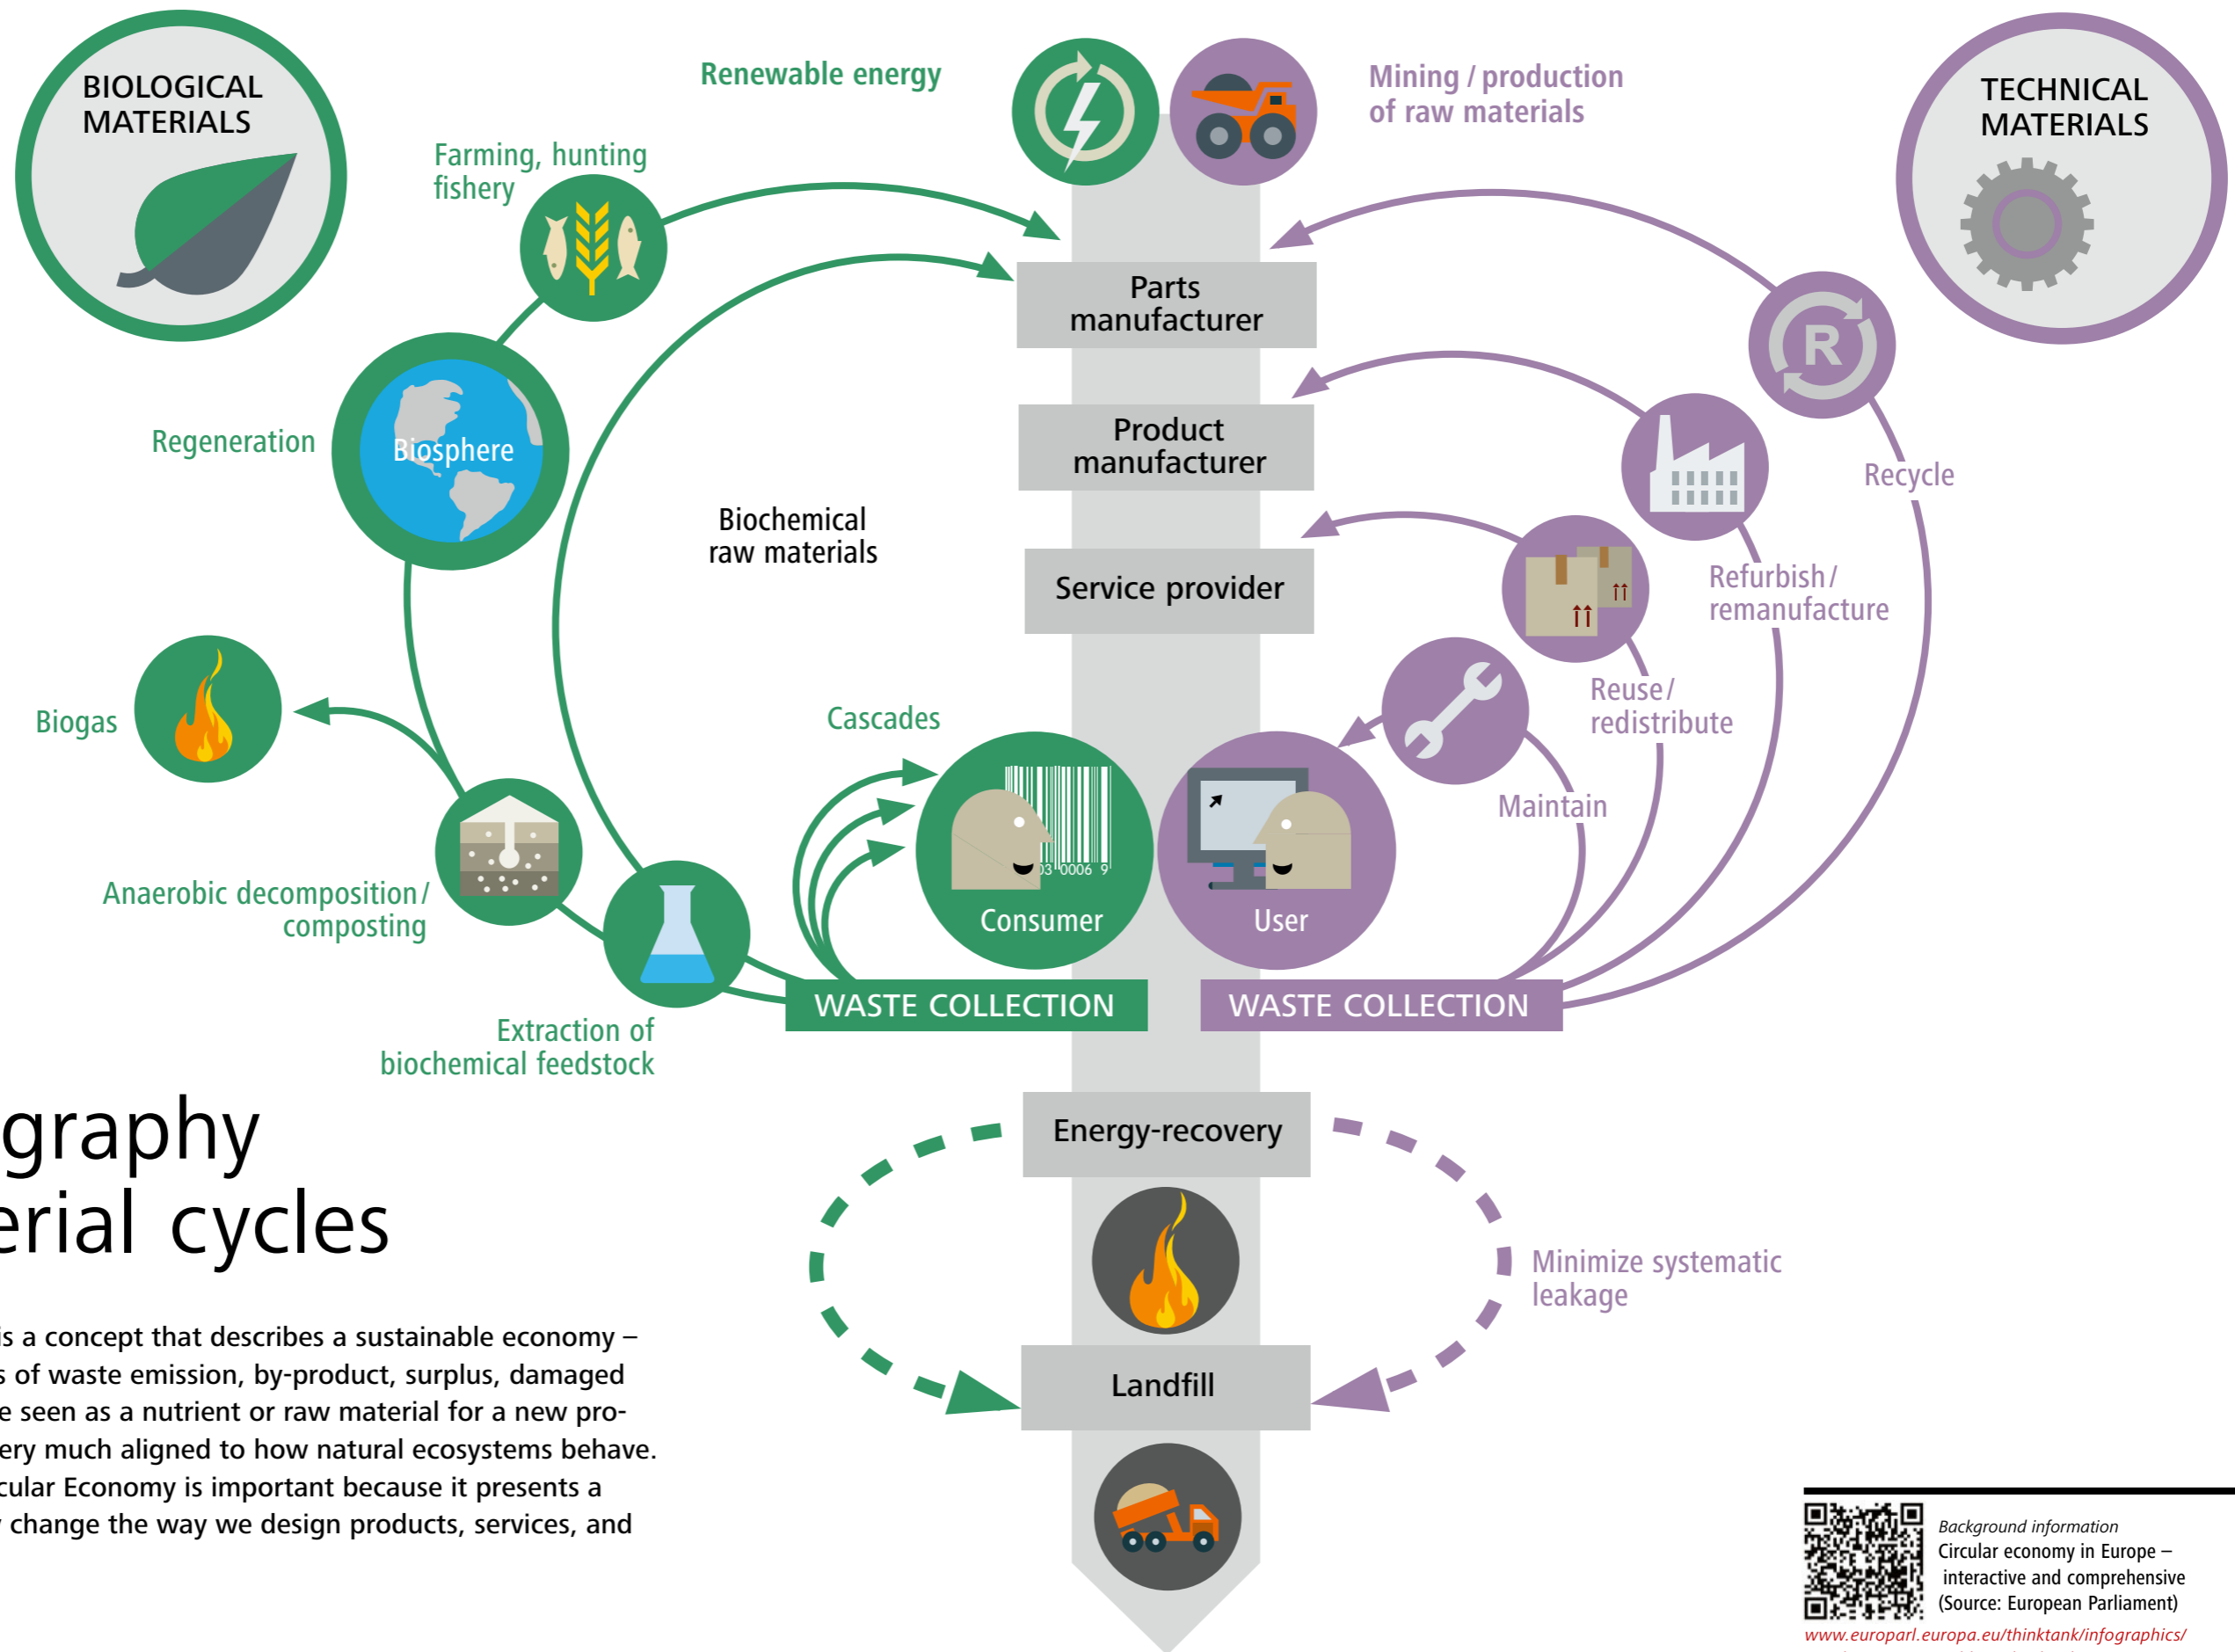 BIOLOGICAL
MATERIALS
Renewable energy
Mining / production
of raw materials
TECHNICAL
MATERIALS
Farming, hunting
fishery
Parts
manufacturer
R
Regeneration
Biosphere
Product
manufacturer
Recycle
Biochemical
raw materials
Service provider
Refurbish /
remanufacture
Reuse /
redistribute
Biogas
Cascades
Maintain
03 0006 9
Anaerobic decomposition /
composting
Consumer
User
WASTE COLLECTION
WASTE COLLECTION
Extraction of
biochemical feedstock
Energy-recovery
graphy
erial cycles
Minimize systematic
leakage
is a concept that describes a sustainable economy –
s of waste emission, by-product, surplus, damaged
e seen as a nutrient or raw material for a new pro-
ery much aligned to how natural ecosystems behave.
cular Economy is important because it presents a
change the way we design products, services, and
Landfill
Background information
Circular economy in Europe –
interactive and comprehensive
(Source: European Parliament)
www.europarl.europa.eu/thinktank/infographics/